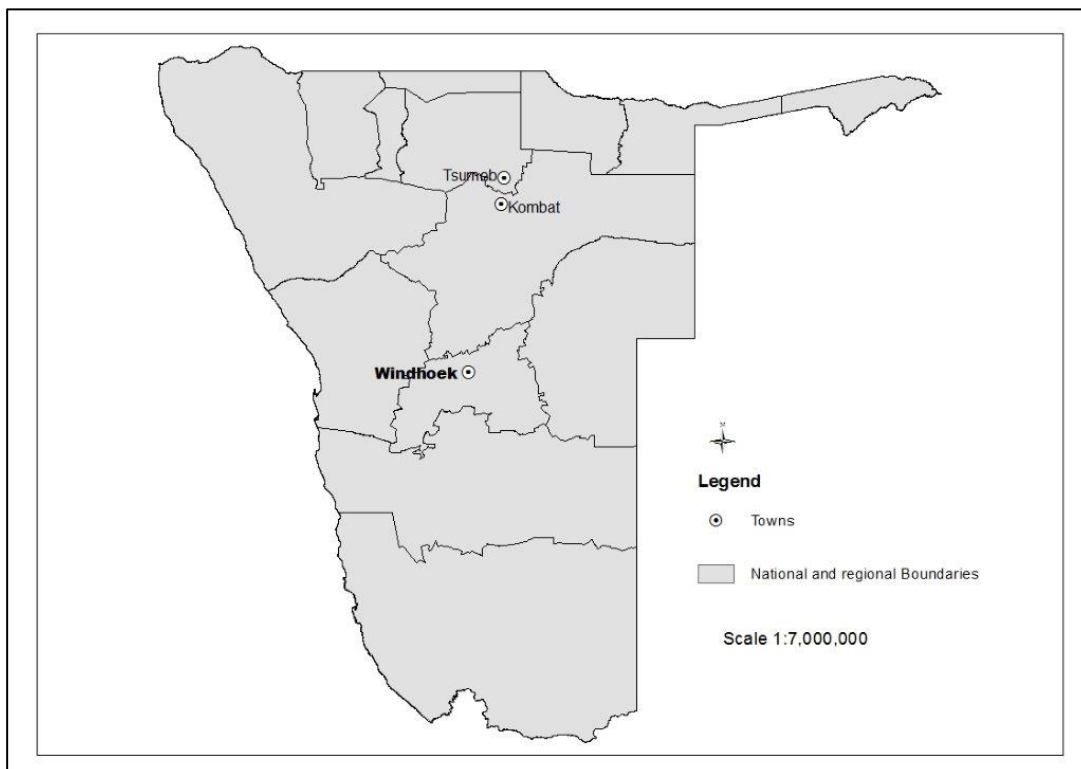 Tsumeb
Kombat
Windhoek
N
Legend
Towns
National and regional Boundaries
Scale 1:7,000,000